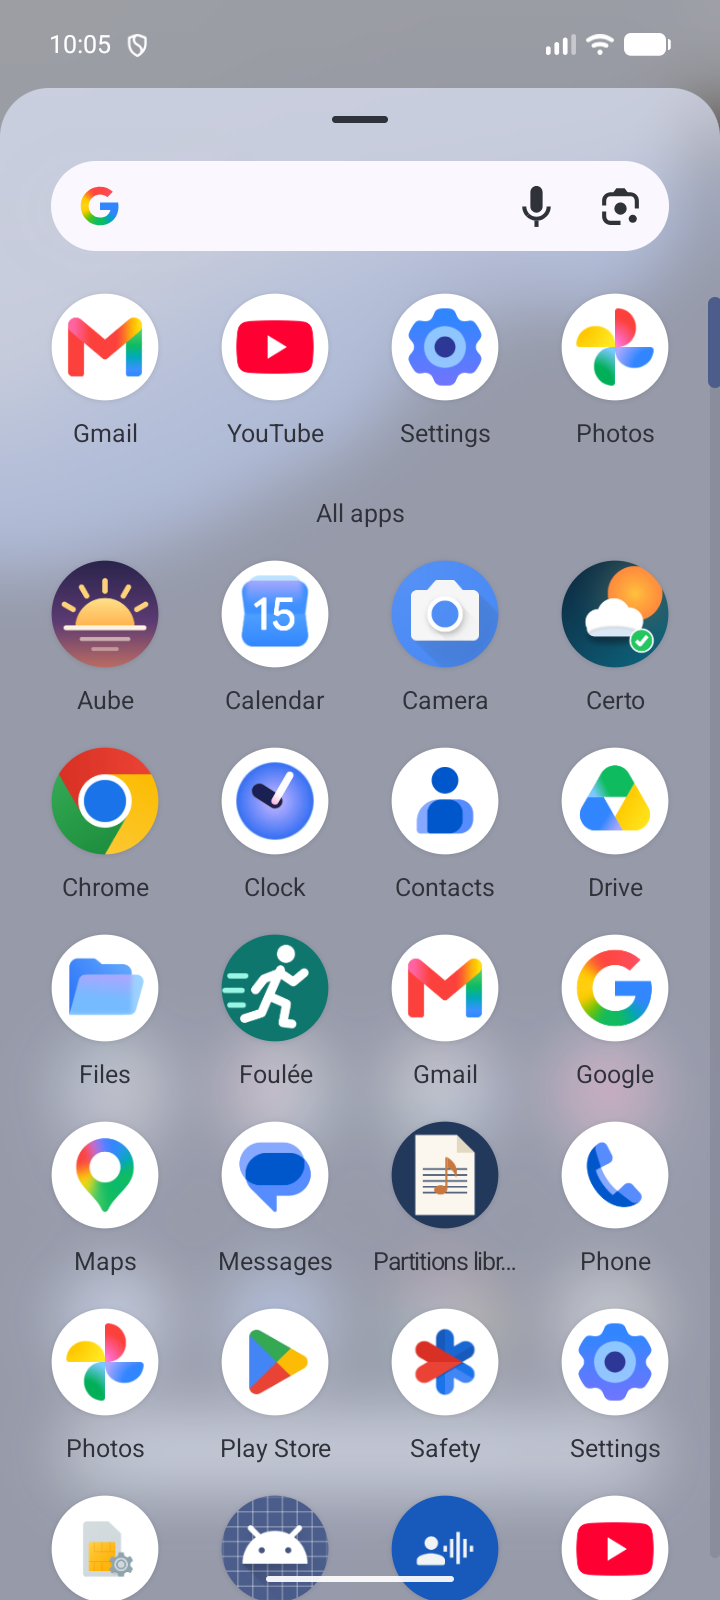 10:05
Gmail YouTube Settings Photos
All apps
15
Aube Calendar Camera Certo
Chrome Clock Contacts Drive
Files Foulée Gmail Google
Maps Messages Partitions libr... Phone
Photos Play Store Safety Settings